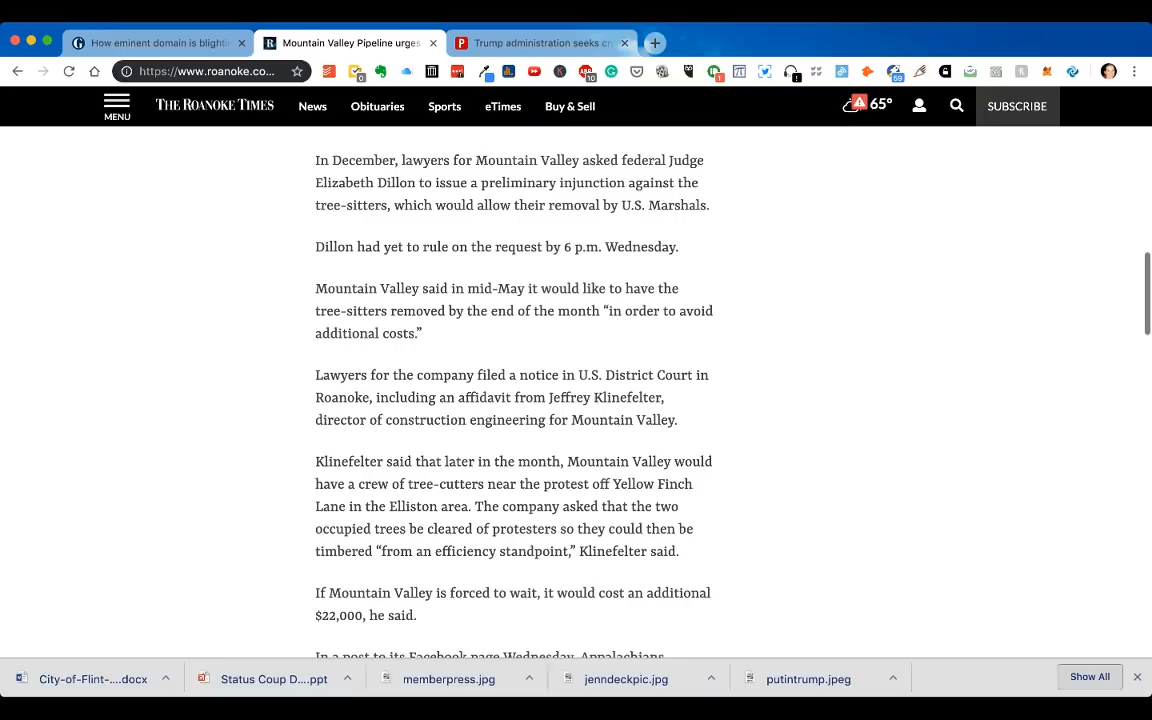 How eminent domain is blighti
Mountain Valley Pipeline urges
Trump administration seeks cr
https://www.roanoke.co...
MENU
THE ROANOKE TIMES
News
Obituaries
Sports
eTimes
Buy & Sell
65°
SUBSCRIBE
In December, lawyers for Mountain Valley asked federal Judge
Elizabeth Dillon to issue a preliminary injunction against the
tree-sitters, which would allow their removal by U.S. Marshals.
Dillon had yet to rule on the request by 6 p.m. Wednesday.
Mountain Valley said in mid-May it would like to have the
tree-sitters removed by the end of the month “in order to avoid
additional costs.”
Lawyers for the company filed a notice in U.S. District Court in
Roanoke, including an affidavit from Jeffrey Klinefelter,
director of construction engineering for Mountain Valley.
Klinefelter said that later in the month, Mountain Valley would
have a crew of tree-cutters near the protest off Yellow Finch
Lane in the Elliston area. The company asked that the two
occupied trees be cleared of protesters so they could then be
timbered “from an efficiency standpoint,” Klinefelter said.
If Mountain Valley is forced to wait, it would cost an additional
$22,000, he said.
In a post to its Facebook page Wednesday, Appalachians
City-of-Flint-....docx
Status Coup D....ppt
memberpress.jpg
jenndeckpic.jpg
putintrump.jpeg
Show All